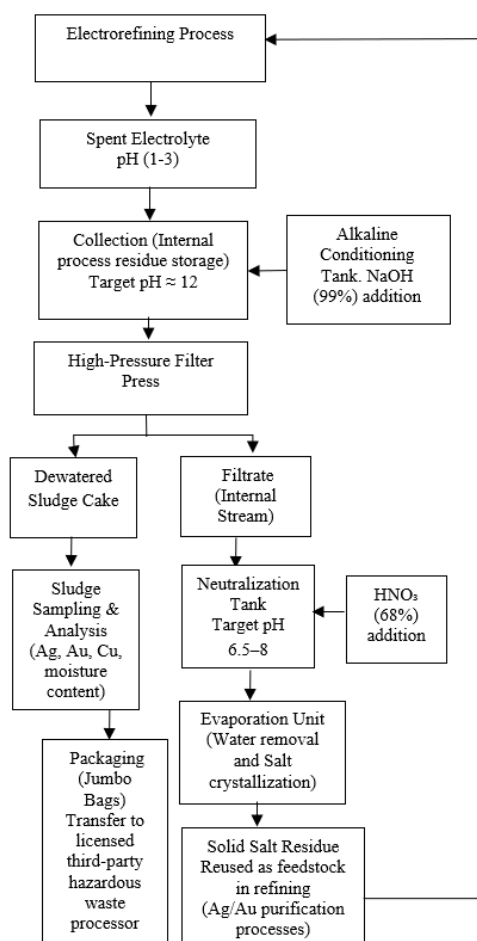 Electrorefining Process
Spent Electrolyte
pH (1-3)
Collection (Internal
process residue storage)
Target pH ≈ 12
Alkaline
Conditioning
Tank. NaOH
(99%) addition
High-Pressure Filter
Press
Dewatered
Sludge Cake
Filtrate
(Internal
Stream)
Sludge
Sampling &
Analysis
(Ag, Au, Cu,
moisture
content)
Neutralization
Tank
Target pH
6.5–8
HNO₃
(68%)
addition
Packaging
(Jumbo
Bags)
Transfer to
licensed
third-party
hazardous
waste
processor
Evaporation Unit
(Water removal
and Salt
crystallization)
Solid Salt Residue
Reused as feedstock
in refining
(Ag/Au purification
processes)